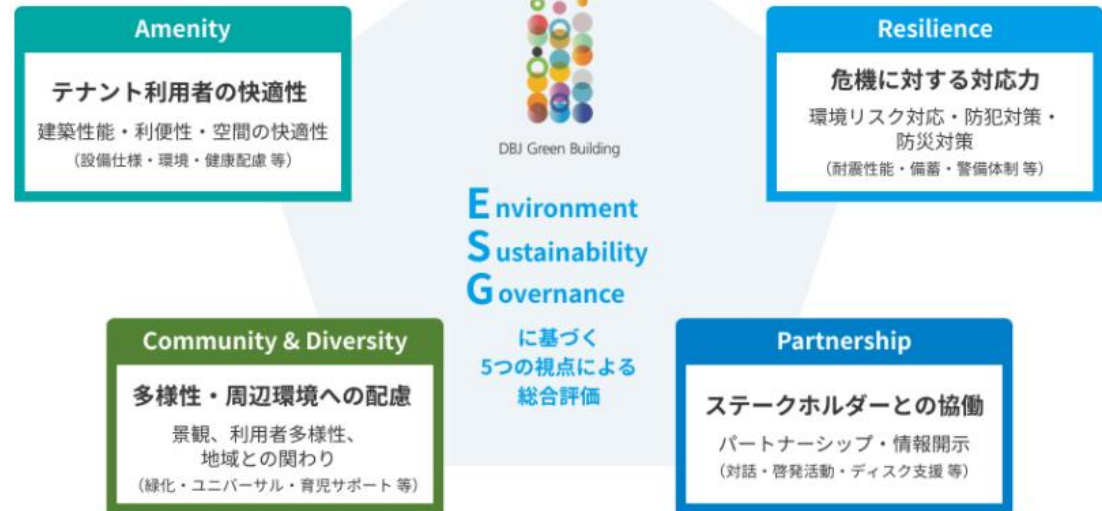 Amenity
テナント利用者の快適性
建築性能・利便性・空間の快適性
（設備仕様・環境・健康配慮 等）
DBJ Green Building
Resilience
危機に対する対応力
環境リスク対応・防犯対策・
防災対策
（耐震性能・備蓄・警備体制 等）
Environment
Sustainability
Governance
に基づく
5つの視点による
総合評価
Community & Diversity
多様性・周辺環境への配慮
景観、利用者多様性、
地域との関わり
（緑化・ユニバーサル・育児サポート 等）
Partnership
ステークホルダーとの協働
パートナーシップ・情報開示
（対話・啓発活動・ディスク支援 等）